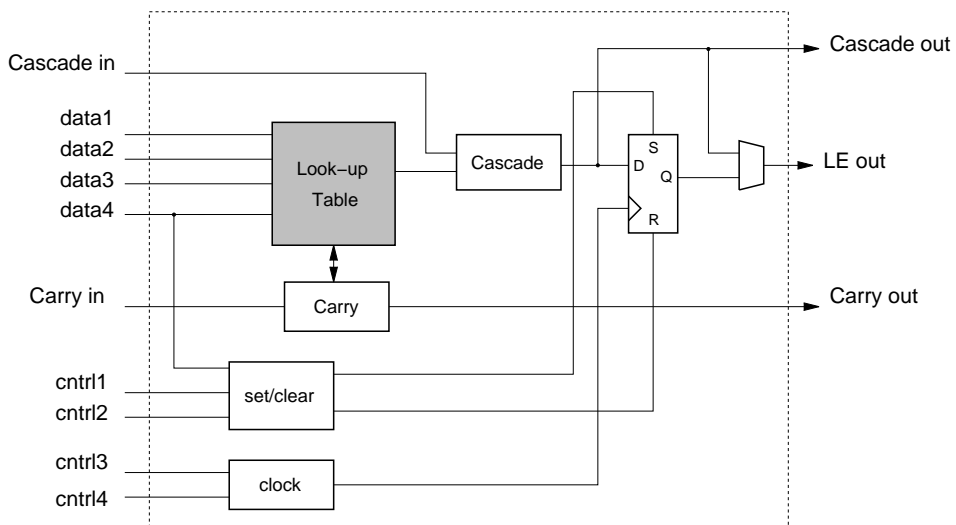 Cascade in
data1
data2
data3
data4
Carry in
cntrl1
cntrl2
cntrl3
cntrl4
Look−up
Table
Carry
set/clear
clock
Cascade
S
D
Q
R
Cascade out
LE out
Carry out